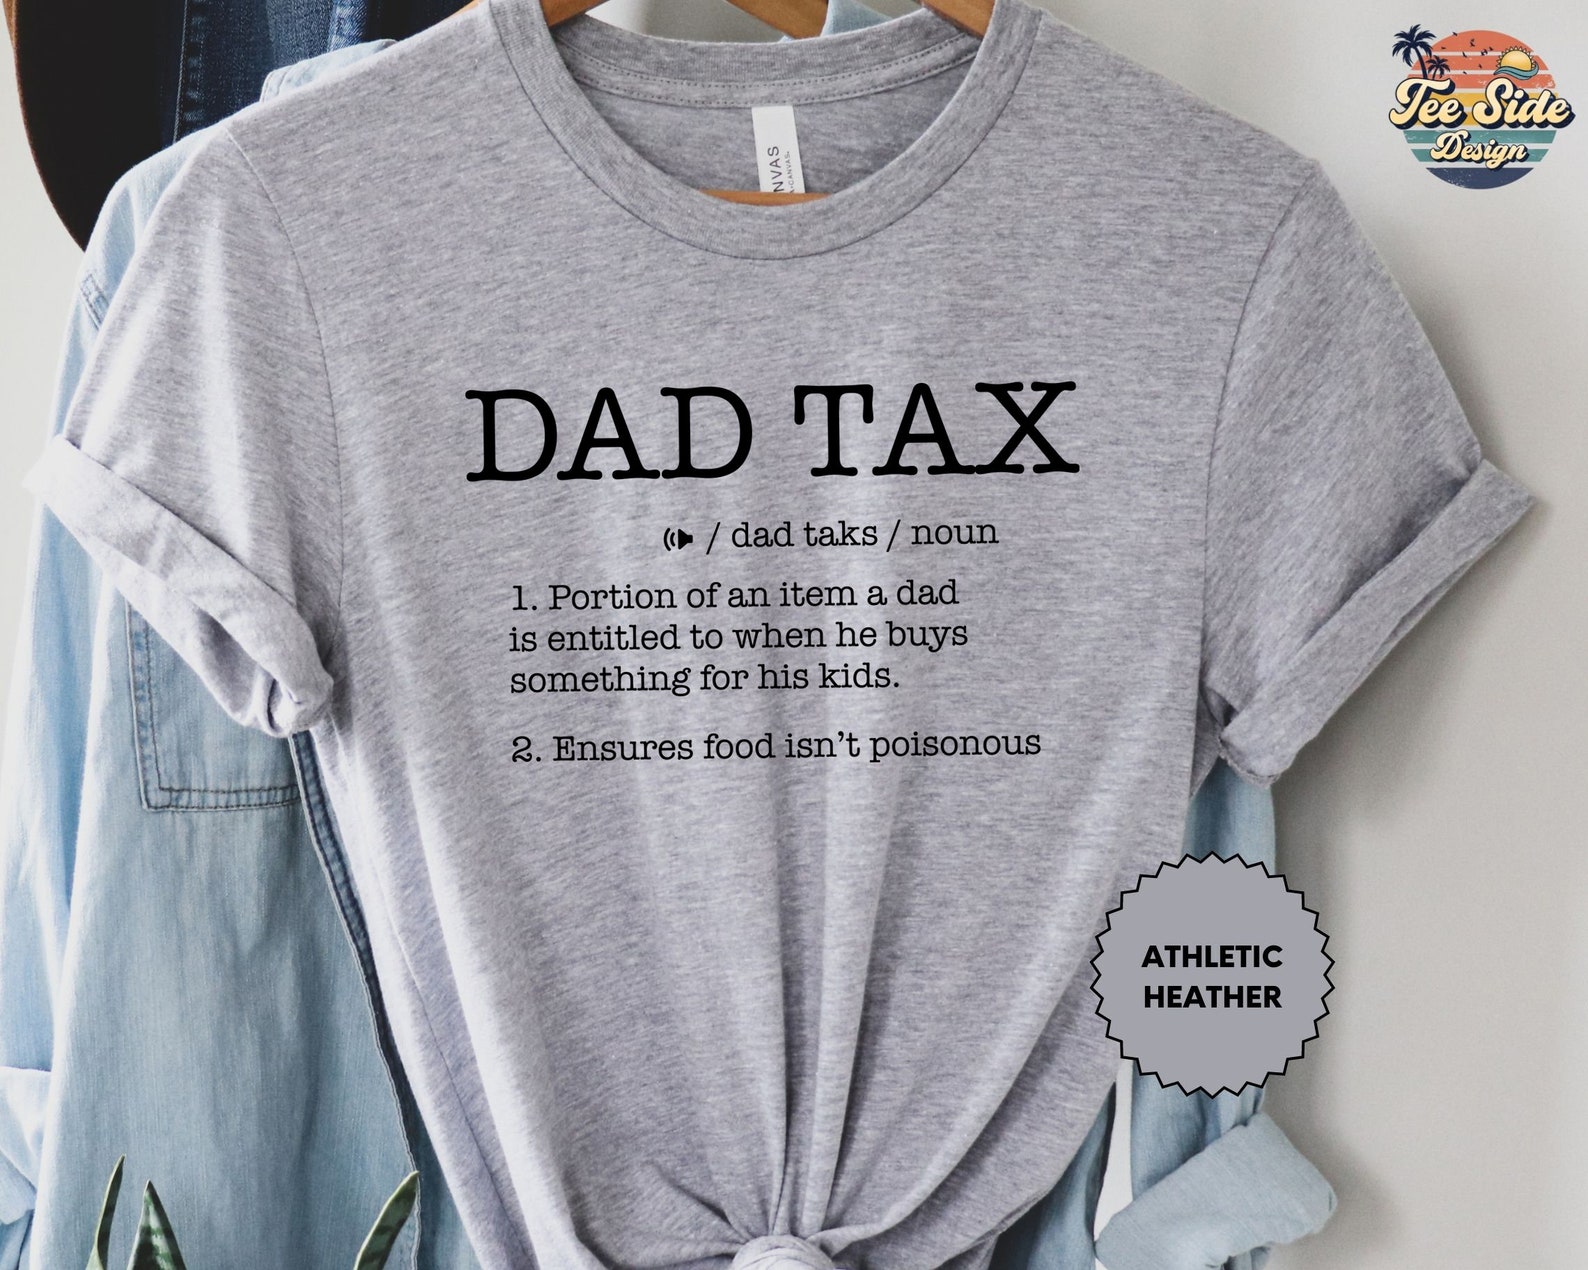 NVAS
Tee Side
Design
DAD TAX
/ dad taks / noun
1. Portion of an item a dad
is entitled to when he buys
something for his kids.
2. Ensures food isn't poisonous
ATHLETIC
HEATHER